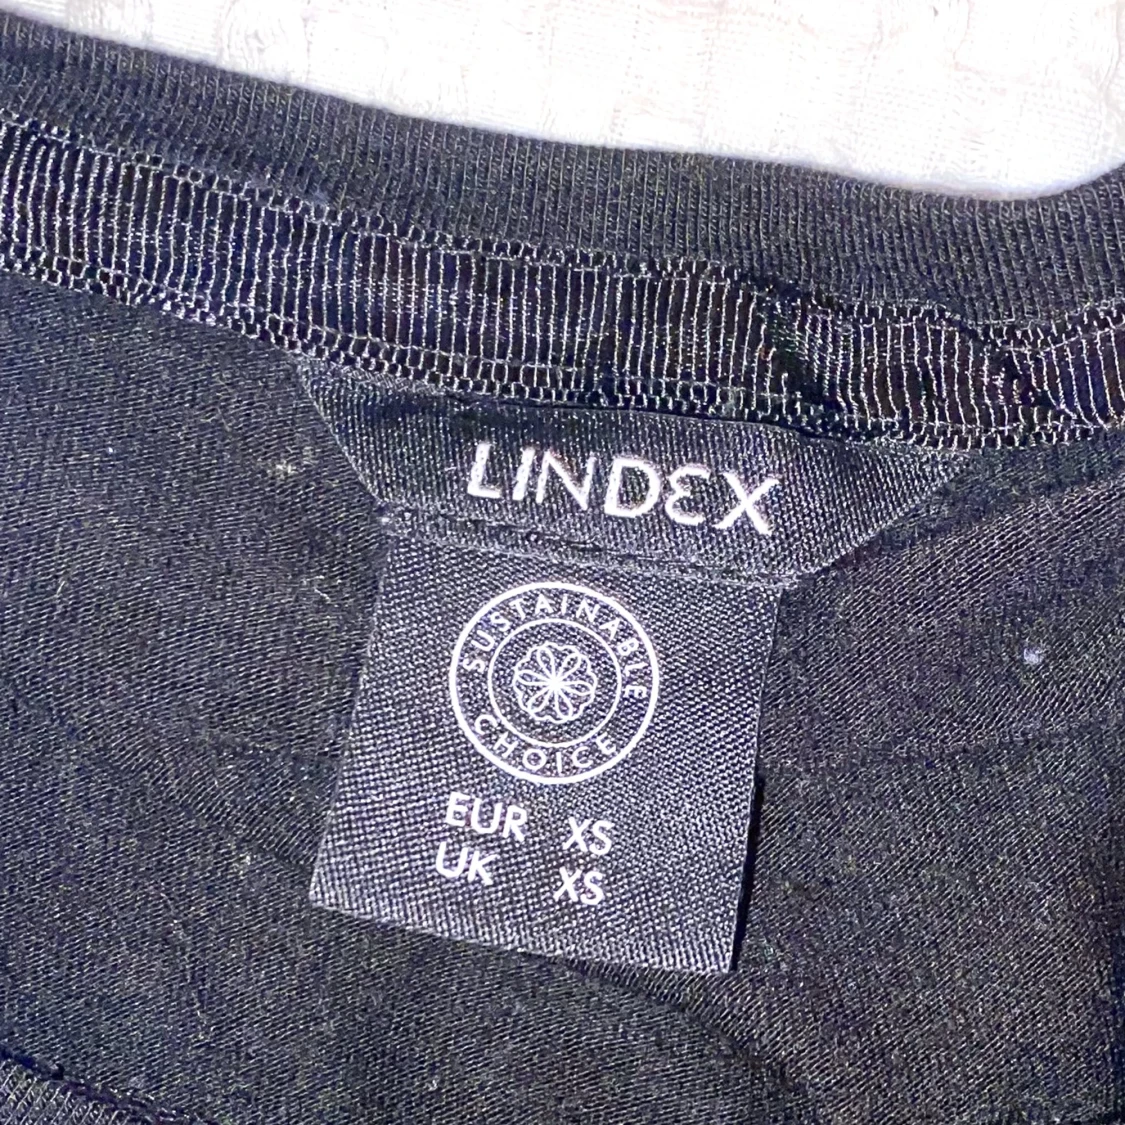 LINDEX
SUSTAINABLE
CHOICE
EUR XS
UK XS